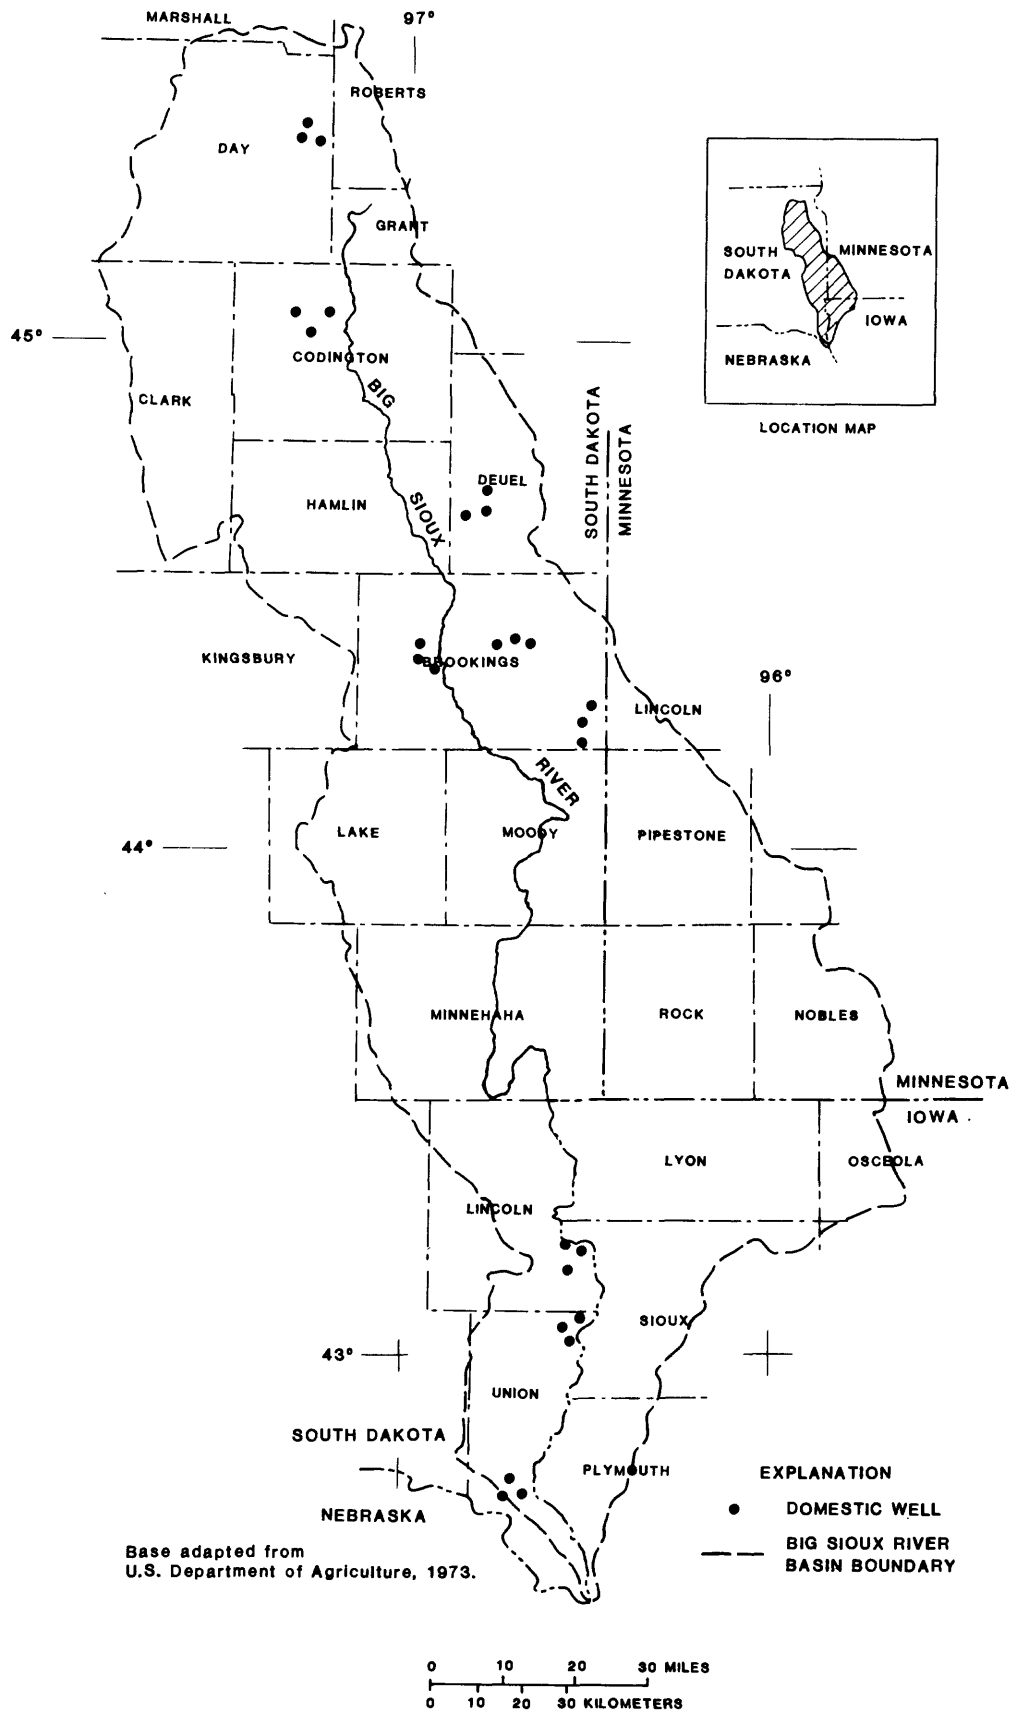 MARSHALL
97°
ROBERTS
DAY
GRANT
SOUTH
DAKOTA
MINNESOTA
IOWA
NEBRASKA
LOCATION MAP
45°
CODINGTON
CLARK
BIG
SOUTH DAKOTA
MINNESOTA
DEUEL
HAMLIN
SIOUX
KINGSBURY
BROOKINGS
96°
LINCOLN
RIVER
44°
LAKE
MOODY
PIPESTONE
MINNEHAHA
ROCK
NOBLES
MINNESOTA
IOWA
LYON
OSCEOLA
LINCOLN
SIOUX
43°
UNION
SOUTH DAKOTA
PLYMOUTH
NEBRASKA
EXPLANATION
DOMESTIC WELL
BIG SIOUX RIVER
BASIN BOUNDARY
Base adapted from
U.S. Department of Agriculture, 1973.
0 10 20 30 MILES
0 10 20 30 KILOMETERS